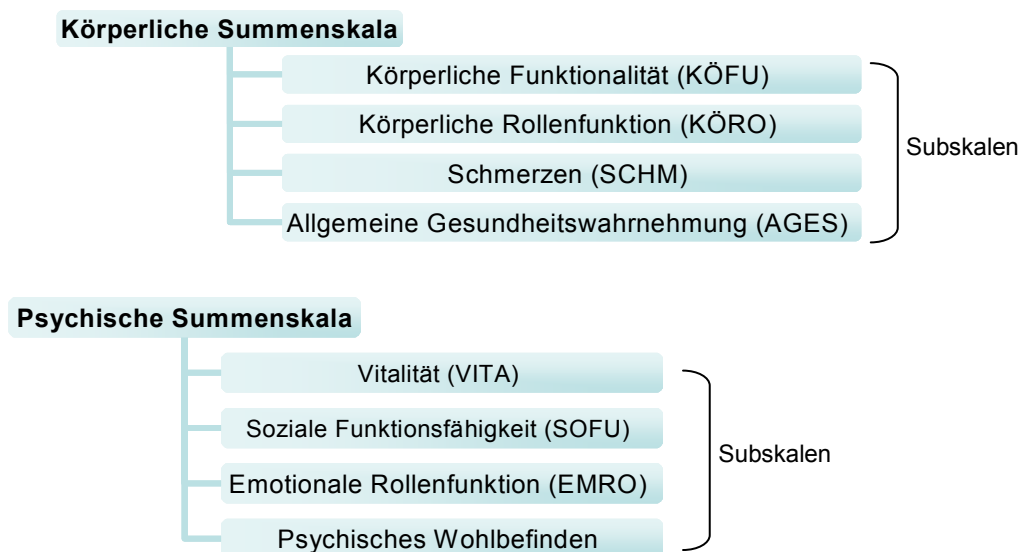 Körperliche Summenskala
Körperliche Funktionalität (KÖFU)
Körperliche Rollenfunktion (KÖRO)
Schmerzen (SCHM)
Allgemeine Gesundheitswahrnehmung (AGES)
Subskalen
Psychische Summenskala
Vitalität (VITA)
Soziale Funktionsfähigkeit (SOFU)
Emotionale Rollenfunktion (EMRO)
Psychisches Wohlbefinden
Subskalen